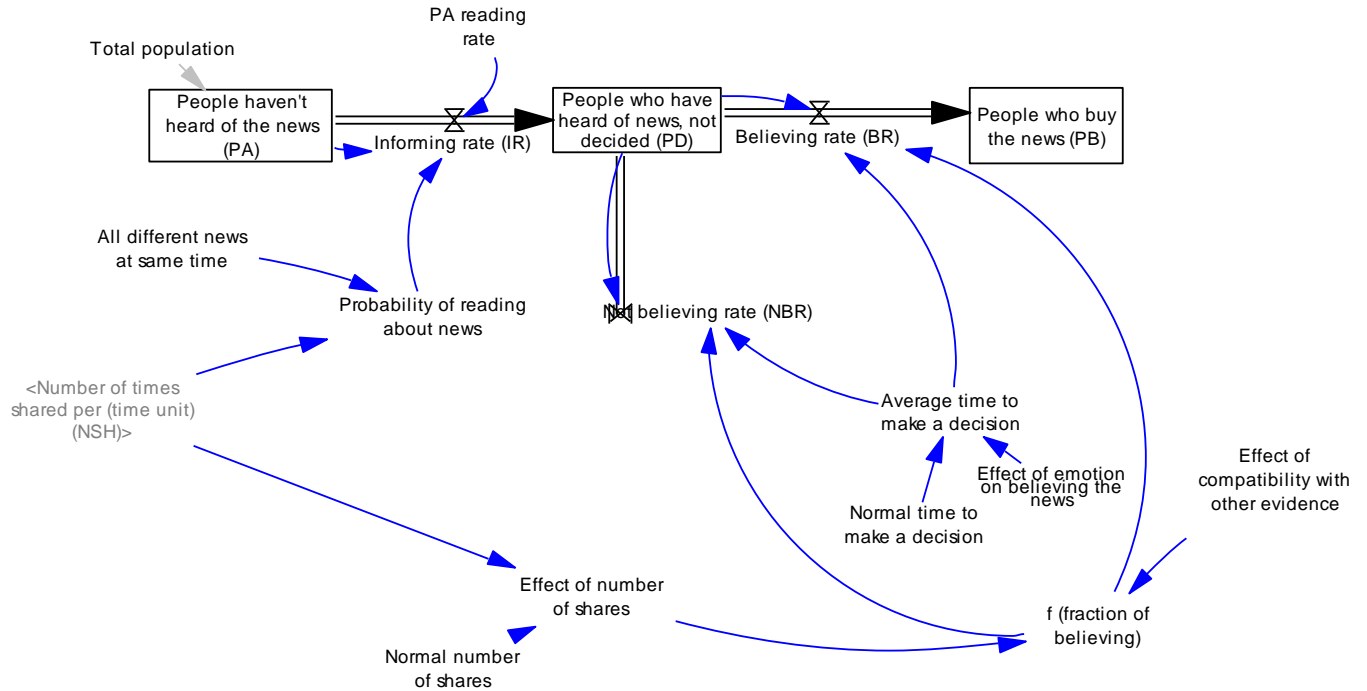 PA reading
rate
Total population
People haven't
heard of the news
(PA)
Informing rate (IR)
People who have
heard of news, not
decided (PD)
Believing rate (BR)
People who buy
the news (PB)
All different news
at same time
Probability of reading
about news
Not believing rate (NBR)
<Number of times
shared per (time unit)
(NSH)>
Average time to
make a decision
Effect of emotion
on believing the
news
Normal time to
make a decision
Effect of
compatibility with
other evidence
Effect of number
of shares
f (fraction of
believing)
Normal number
of shares